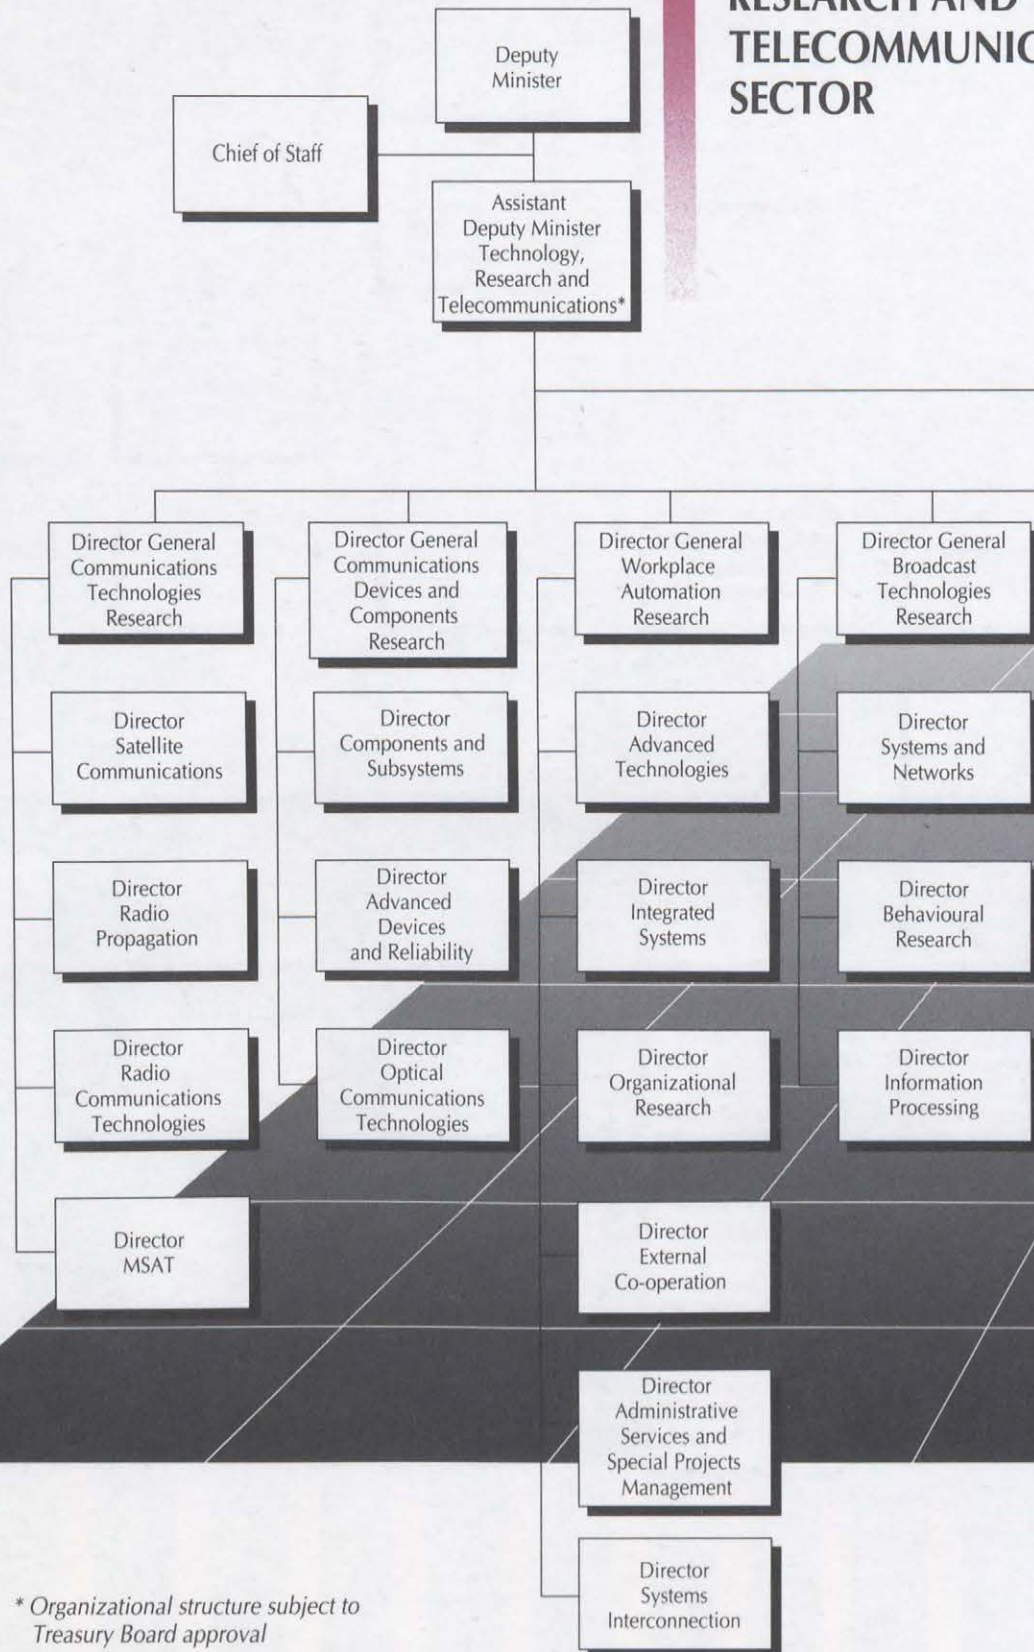 RESEARCH AND
TELECOMMUNIC
SECTOR
Deputy
Minister
Chief of Staff
Assistant
Deputy Minister
Technology,
Research and
Telecommunications*
Director General
Communications
Technologies
Research
Director
Satellite
Communications
Director
Radio
Propagation
Director
Radio
Communications
Technologies
Director
MSAT
Director General
Communications
Devices and
Components
Research
Director
Components and
Subsystems
Director
Advanced
Devices
and Reliability
Director
Optical
Communications
Technologies
Director General
Workplace
Automation
Research
Director
Advanced
Technologies
Director
Integrated
Systems
Director
Organizational
Research
Director
External
Co-operation
Director
Administrative
Services and
Special Projects
Management
Director
Systems
Interconnection
Director General
Broadcast
Technologies
Research
Director
Systems and
Networks
Director
Behavioural
Research
Director
Information
Processing
* Organizational structure subject to
Treasury Board approval